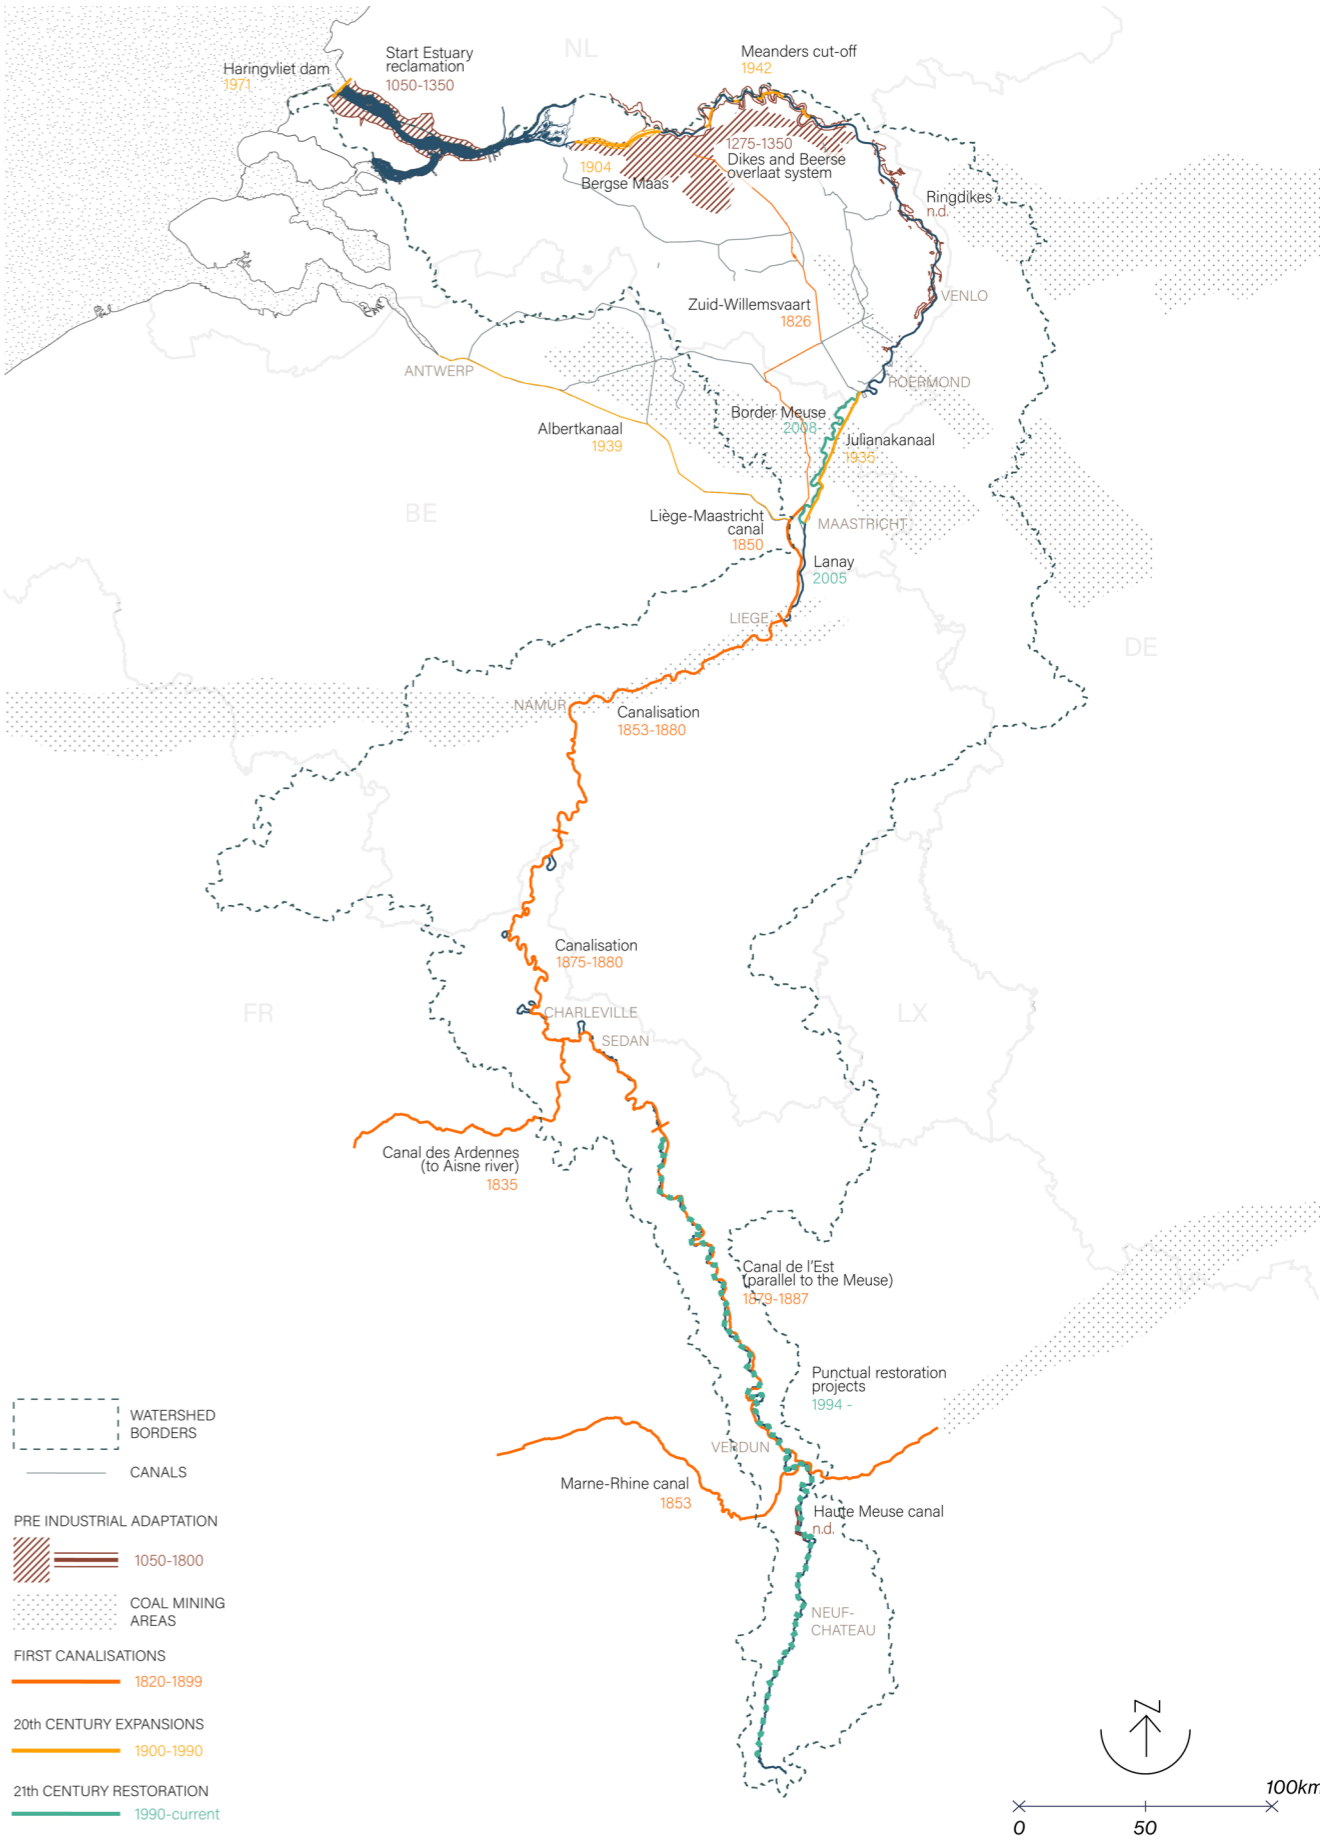 NL
Haringvliet dam
1971
Start Estuary
reclamation
1050-1350
Meanders cut-off
1942
1904
Bergse Maas
1275-1350
Dikes and Beerse
overlaat system
Ringdikes
n.d.
VENLO
Zuid-Willemsvaart
1826
ANTWERP
ROERMOND
Albertkanaal
1939
Border Meuse
2008
Julianakanaal
1935
BE
Liège-Maastricht
canal
1850
MAASTRICHT
Lanay
2005
LIEGE
DE
NAMUR
Canalisation
1853-1880
Canalisation
1875-1880
FR
CHARLEVILLE
SEDAN
LX
Canal des Ardennes
(to Aisne river)
1835
Canal de l'Est
(parallel to the Meuse)
1879-1887
Punctual restoration
projects
1994 -
VERDUN
Marne-Rhine canal
1853
Haute Meuse canal
n.d.
NEUF-
CHATEAU
WATERSHED
BORDERS
CANALS
PRE INDUSTRIAL ADAPTATION
1050-1800
COAL MINING
AREAS
FIRST CANALISATIONS
1820-1899
20th CENTURY EXPANSIONS
1900-1990
21th CENTURY RESTORATION
1990-current
N
100km
0 50